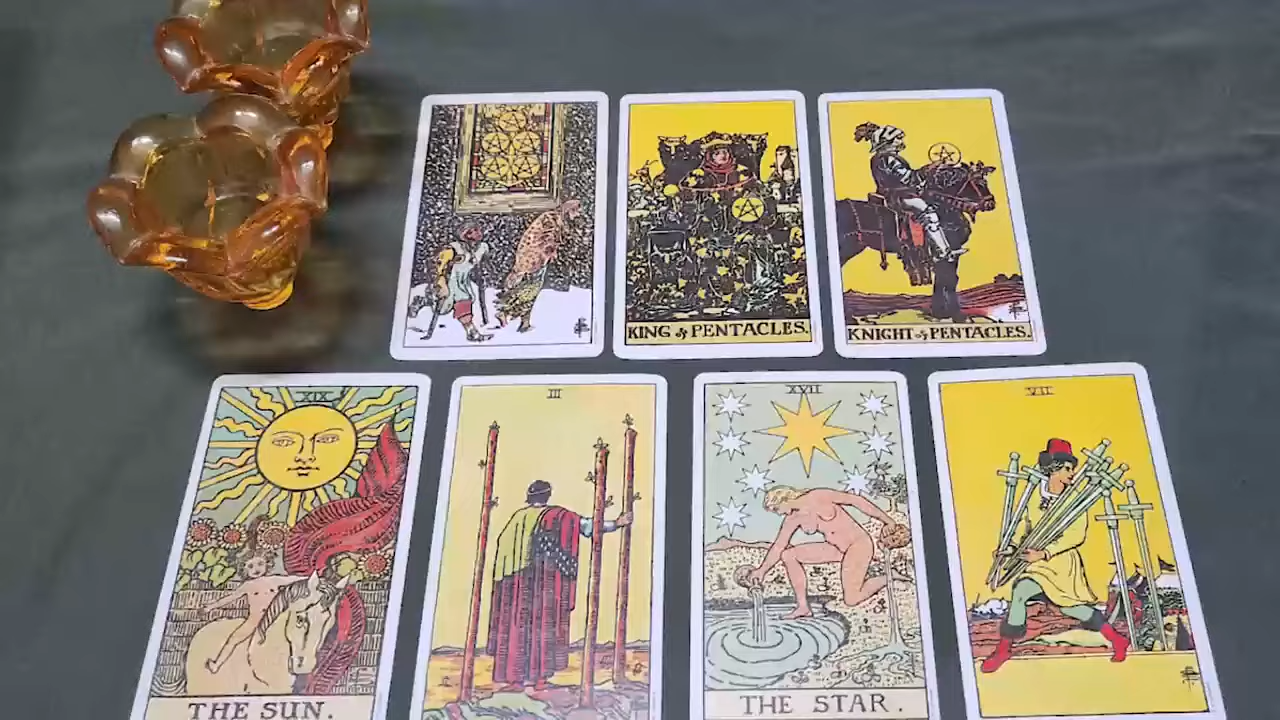 KING of PENTACLES.
KNIGHT of PENTACLES.
XIX
III
XVII
VII
THE SUN.
THE STAR.